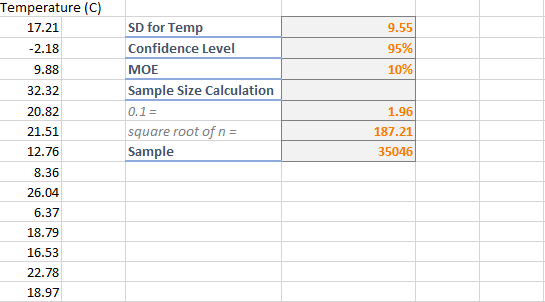 Temperature (C)
17.21 SD for Temp 9.55
-2.18 Confidence Level 95%
9.88 MOE 10%
32.32 Sample Size Calculation
20.82 0.1 = 1.96
21.51 square root of n = 187.21
12.76 Sample 35046
8.36
26.04
6.37
18.79
16.53
22.78
18.97